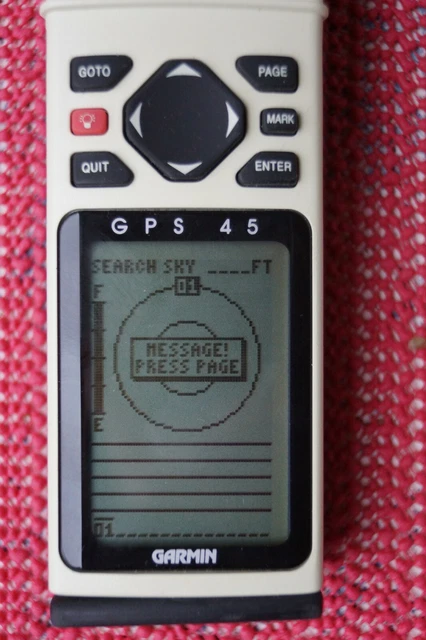 GOTO
PAGE
MARK
QUIT
ENTER
GPS 45
SEARCH SKY ____FT
01
F
MESSAGE!
PRESS PAGE
E
01
GARMIN